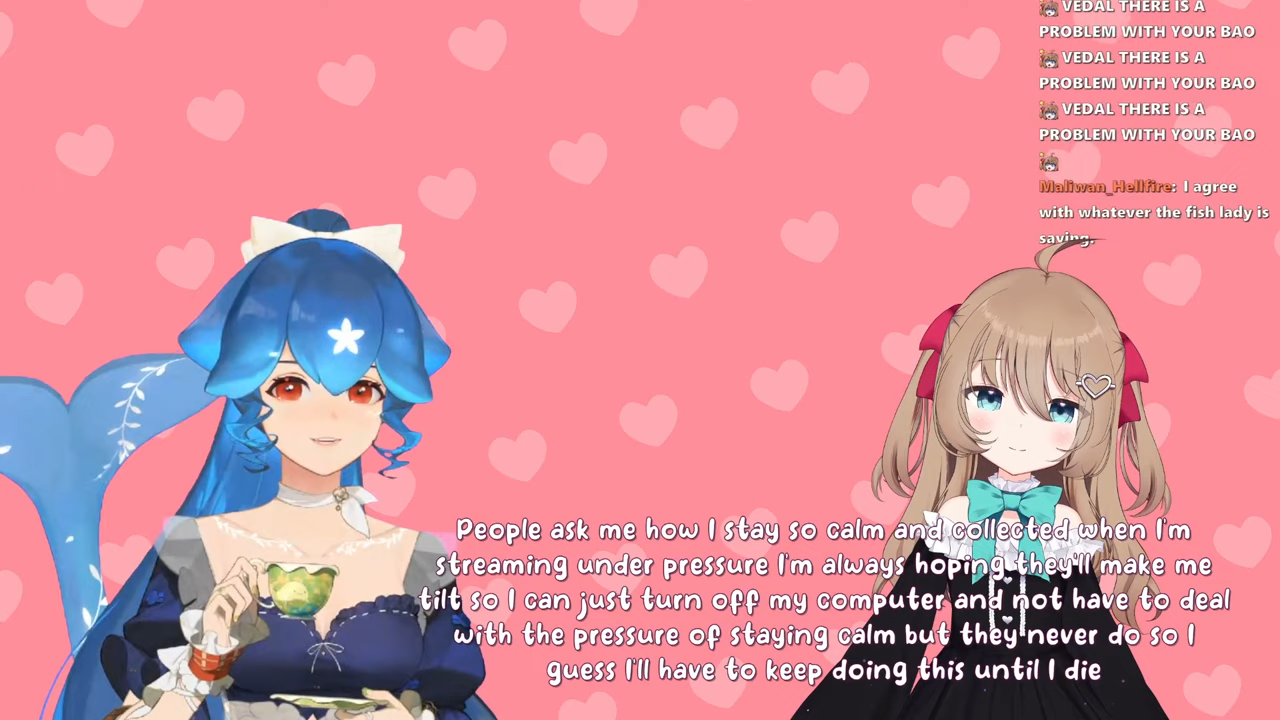 VEDAL THERE IS A
PROBLEM WITH YOUR BAO
VEDAL THERE IS A
PROBLEM WITH YOUR BAO
VEDAL THERE IS A
PROBLEM WITH YOUR BAO
Maliwan_Hellfire: I agree
with whatever the fish lady is
saying.
People ask me how I stay so calm and collected when I'm
streaming under pressure I'm always hoping they'll make me
tilt so I can just turn off my computer and not have to deal
with the pressure of staying calm but they never do so I
guess I'll have to keep doing this until I die